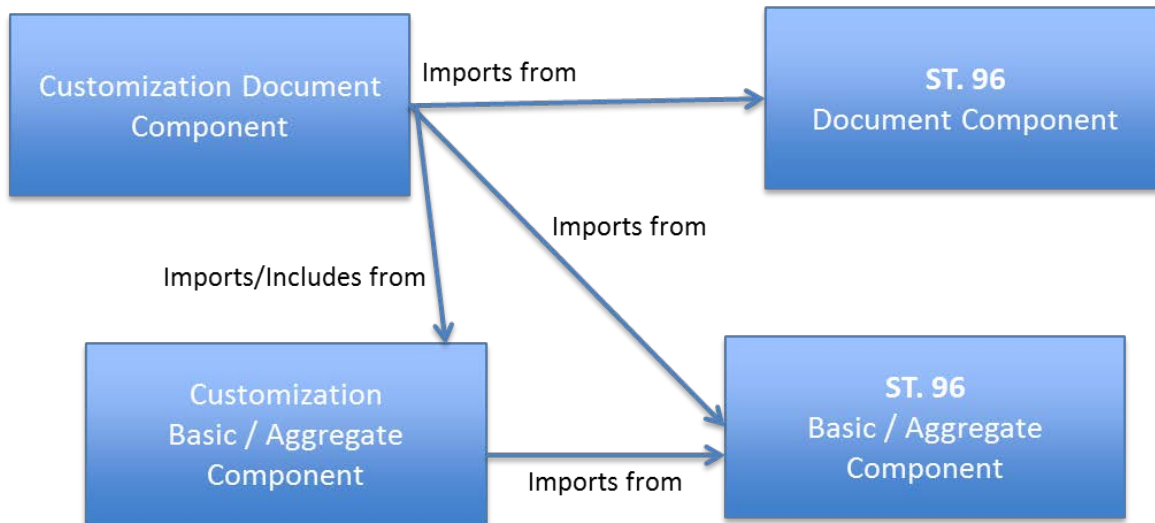 Customization Document
Component
Imports from
ST. 96
Document Component
Imports from
Imports/Includes from
Customization
Basic / Aggregate
Component
Imports from
ST. 96
Basic / Aggregate
Component